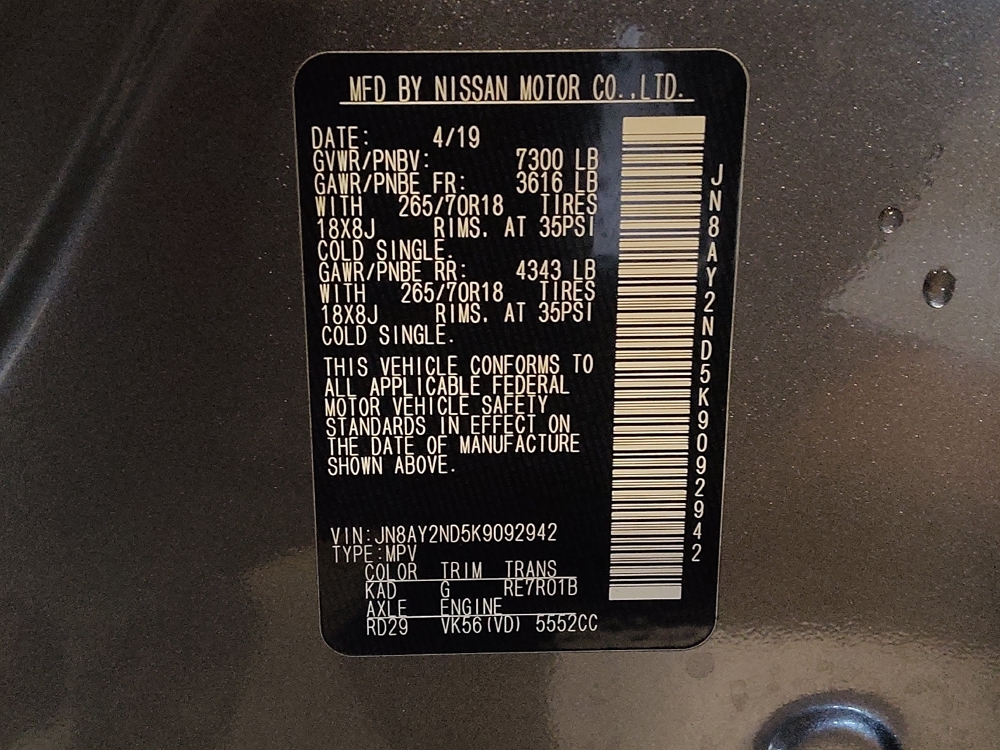 MFD BY NISSAN MOTOR CO.,LTD.
DATE: 4/19
GVWR/PNBV: 7300 LB
GAWR/PNBE FR: 3616 LB
WITH 265/70R18 TIRES
18X8J RIMS, AT 35PSI
COLD SINGLE.
GAWR/PNBE RR: 4343 LB
WITH 265/70R18 TIRES
18X8J RIMS, AT 35PSI
COLD SINGLE.
THIS VEHICLE CONFORMS TO
ALL APPLICABLE FEDERAL
MOTOR VEHICLE SAFETY
STANDARDS IN EFFECT ON
THE DATE OF MANUFACTURE
SHOWN ABOVE.
VIN:JN8AY2ND5K9092942
TYPE:MPV
COLOR TRIM TRANS
KAD G RE7R01B
AXLE ENGINE
RD29 VK56(VD) 5552CC
JN8AY2ND5K9092942